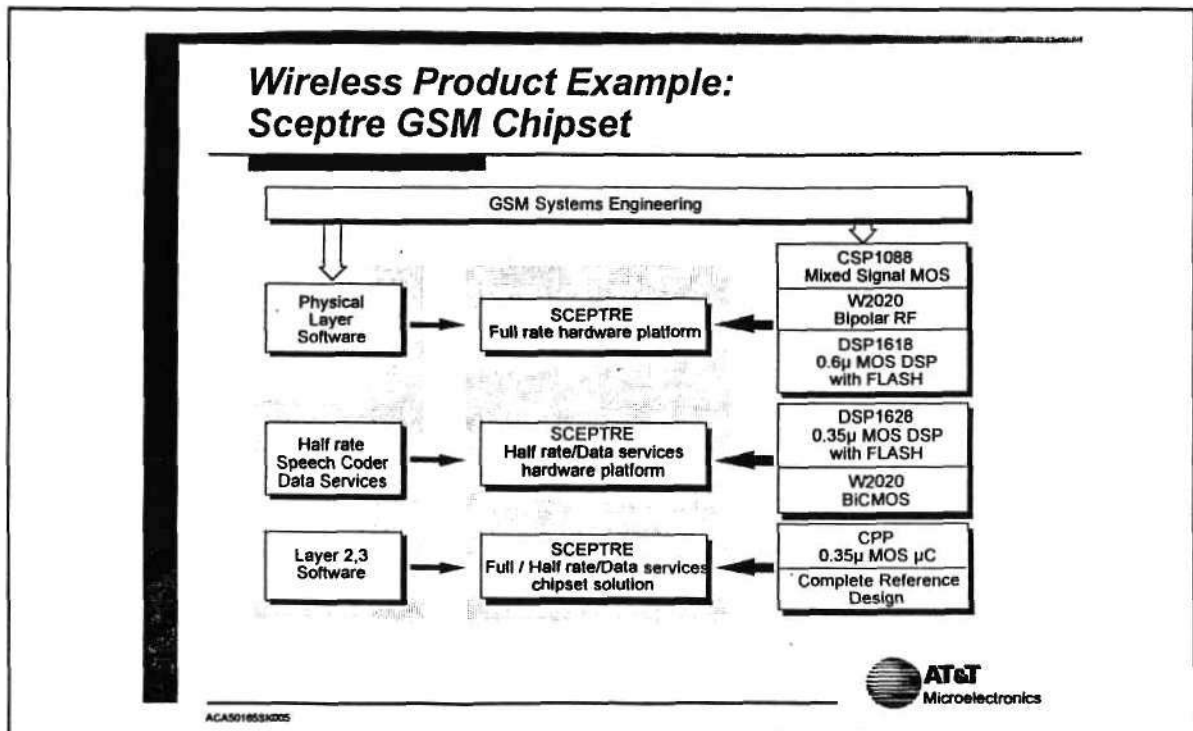 Wireless Product Example:
Sceptre GSM Chipset
GSM Systems Engineering
Physical
Layer
Software
SCEPTRE
Full rate hardware platform
CSP1088
Mixed Signal MOS
W2020
Bipolar RF
DSP1618
0.6µ MOS DSP
with FLASH
Half rate
Speech Coder
Data Services
SCEPTRE
Half rate/Data services
hardware platform
DSP1628
0.35µ MOS DSP
with FLASH
W2020
BiCMOS
Layer 2,3
Software
SCEPTRE
Full / Half rate/Data services
chipset solution
CPP
0.35µ MOS µC
Complete Reference
Design
AT&T
Microelectronics